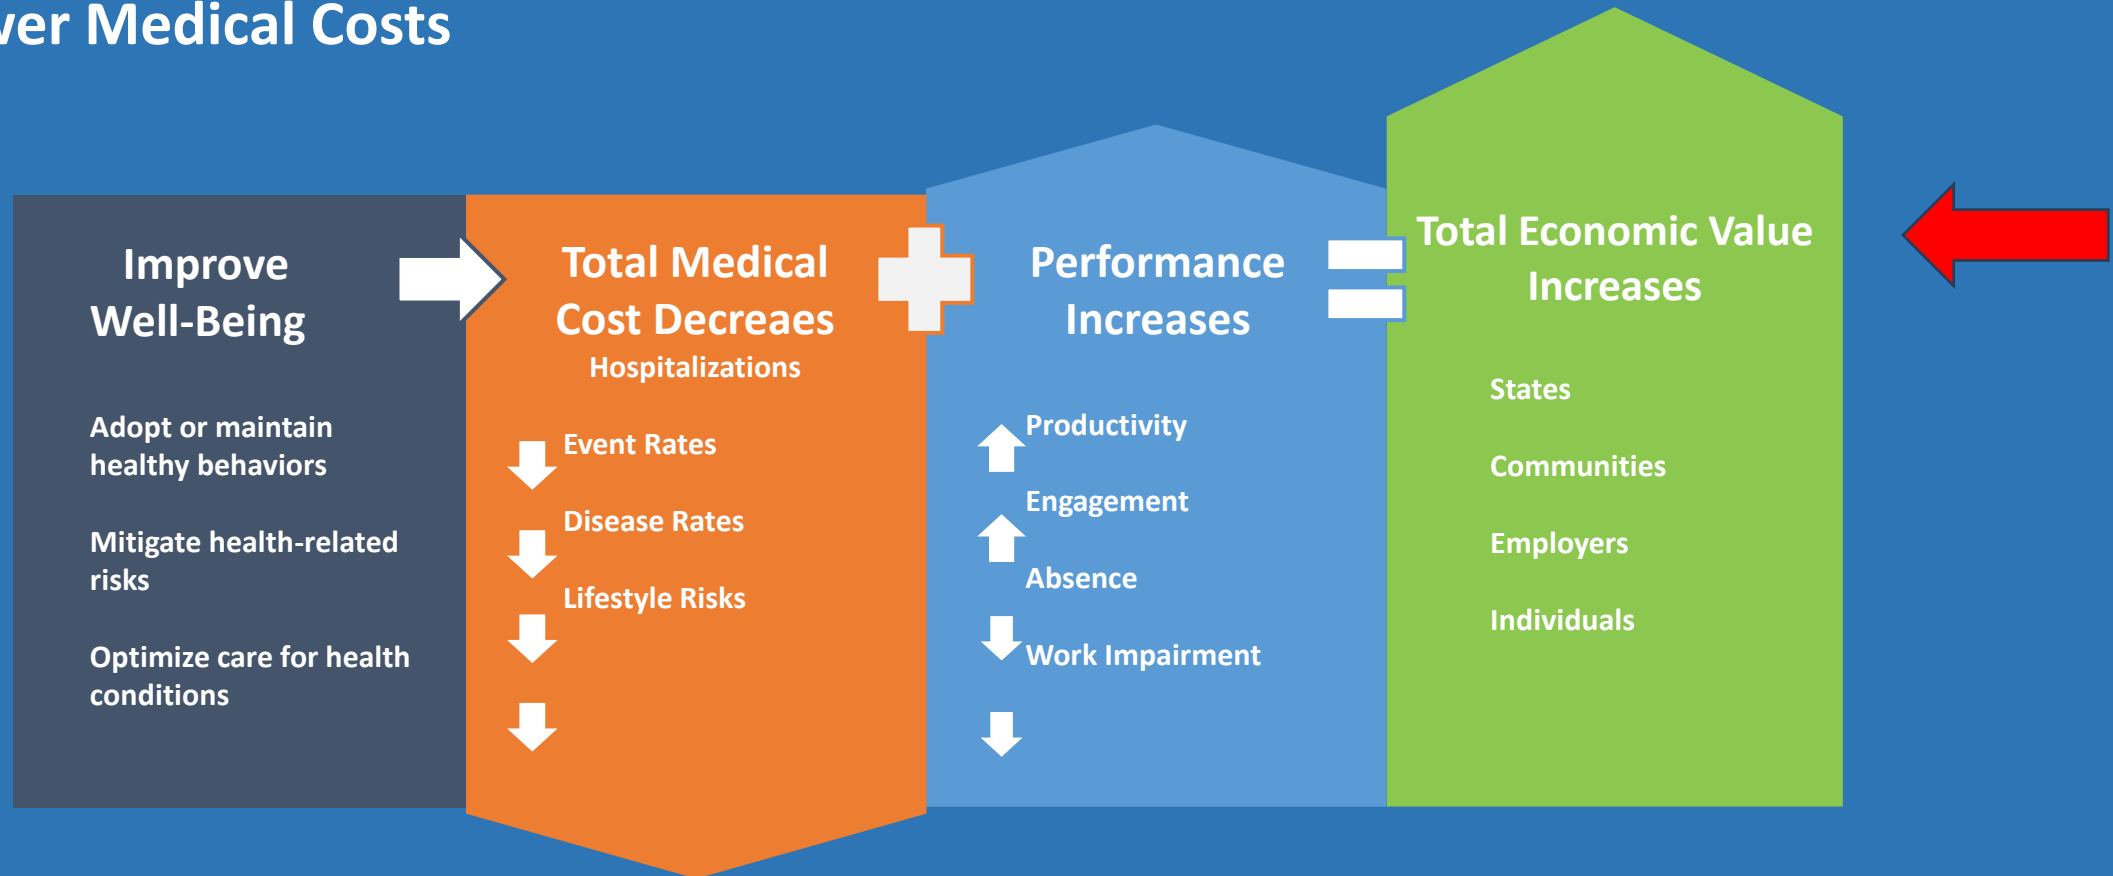 ver Medical Costs
Improve
Well-Being
Adopt or maintain
healthy behaviors
Mitigate health-related
risks
Optimize care for health
conditions
Total Medical
Cost Decreaes
Hospitalizations
Event Rates
Disease Rates
Lifestyle Risks
Performance
Increases
Productivity
Engagement
Absence
Work Impairment
Total Economic Value
Increases
States
Communities
Employers
Individuals